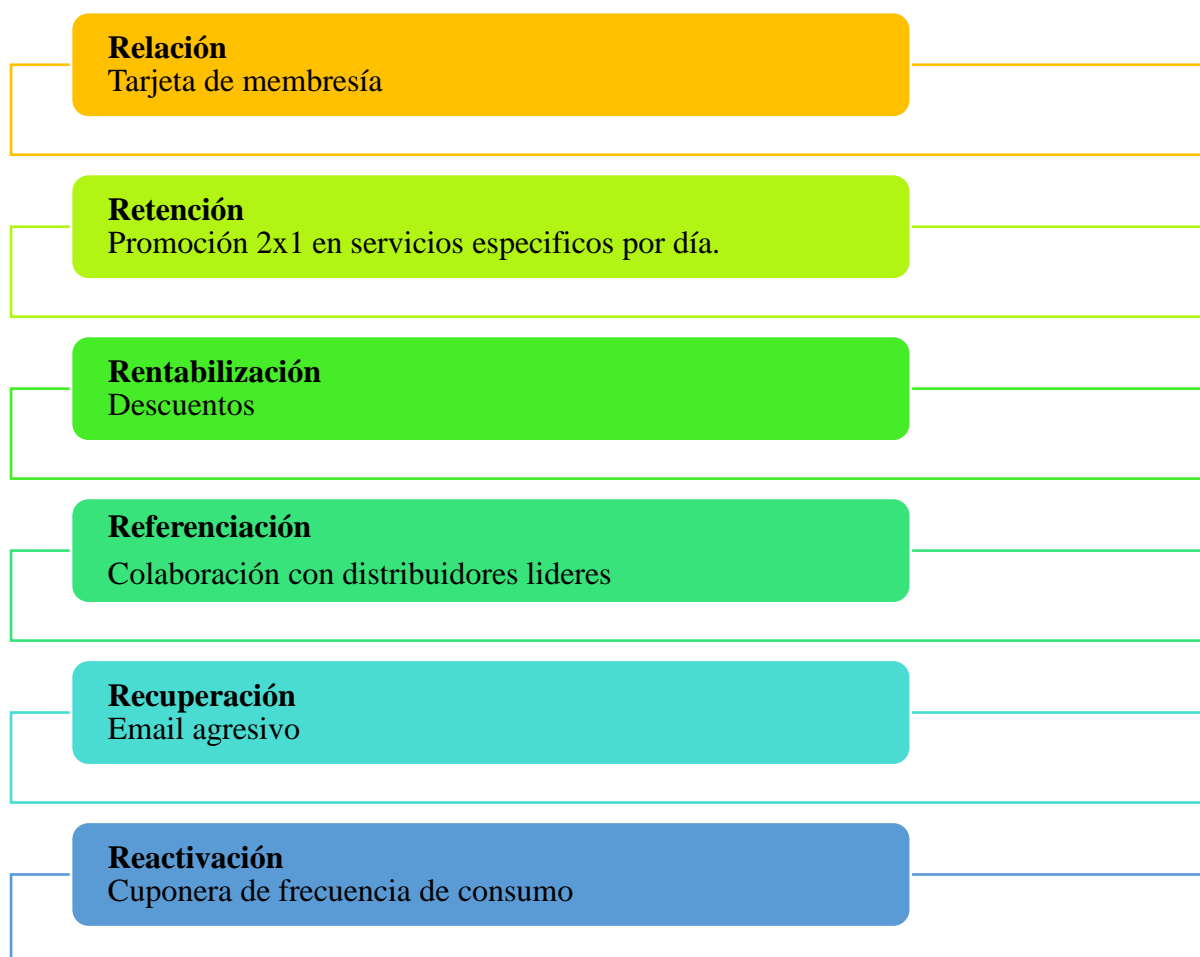 Relación
Tarjeta de membresía
Retención
Promoción 2x1 en servicios especificos por día.
Rentabilización
Descuentos
Referenciación
Colaboración con distribuidores lideres
Recuperación
Email agresivo
Reactivación
Cuponera de frecuencia de consumo